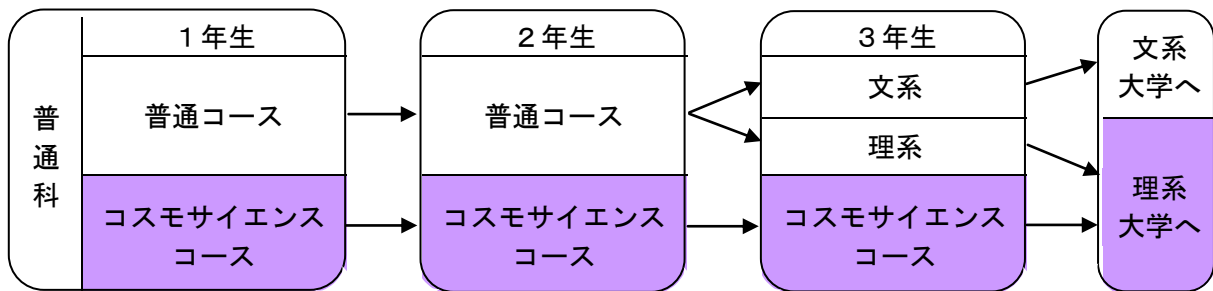 普通科
1年生
普通コース
コスモサイエンス
コース
2年生
普通コース
コスモサイエンス
コース
3年生
文系
理系
コスモサイエンス
コース
文系
大学へ
理系
大学へ